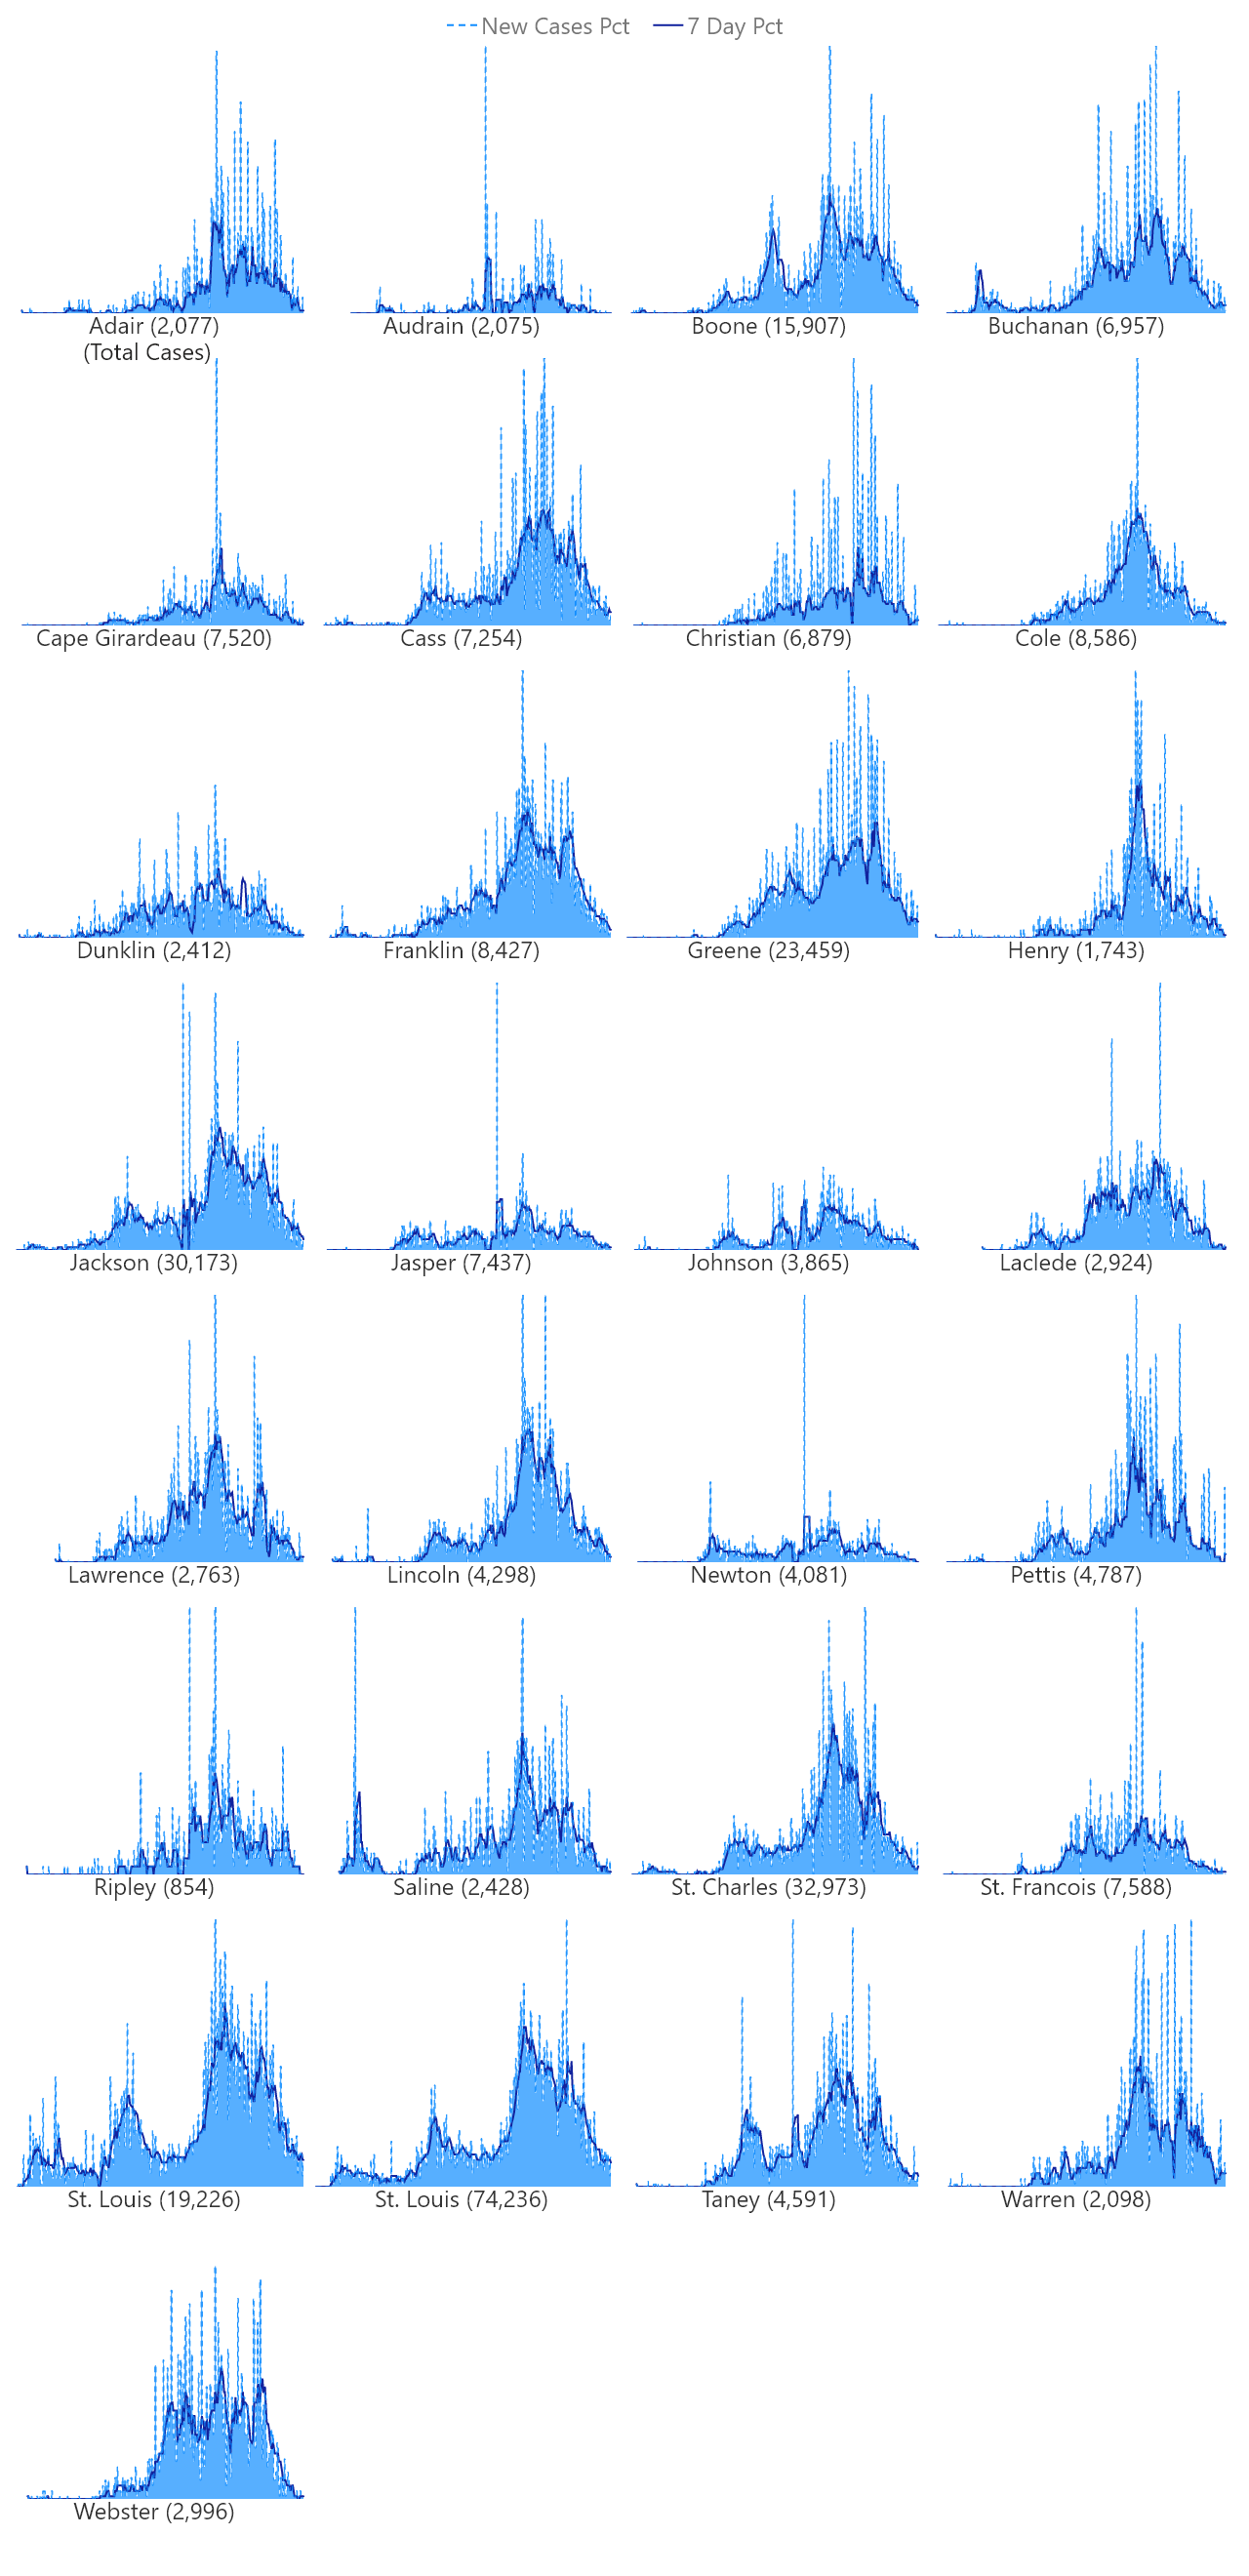 New Cases Pct 7 Day Pct
Adair (2,077) Audrain (2,075) Boone (15,907) Buchanan (6,957)
(Total Cases)
Cape Girardeau (7,520) Cass (7,254) Christian (6,879) Cole (8,586)
Dunklin (2,412) Franklin (8,427) Greene (23,459) Henry (1,743)
Jackson (30,173) Jasper (7,437) Johnson (3,865) Laclede (2,924)
Lawrence (2,763) Lincoln (4,298) Newton (4,081) Pettis (4,787)
Ripley (854) Saline (2,428) St. Charles (32,973) St. Francois (7,588)
St. Louis (19,226) St. Louis (74,236) Taney (4,591) Warren (2,098)
Webster (2,996)